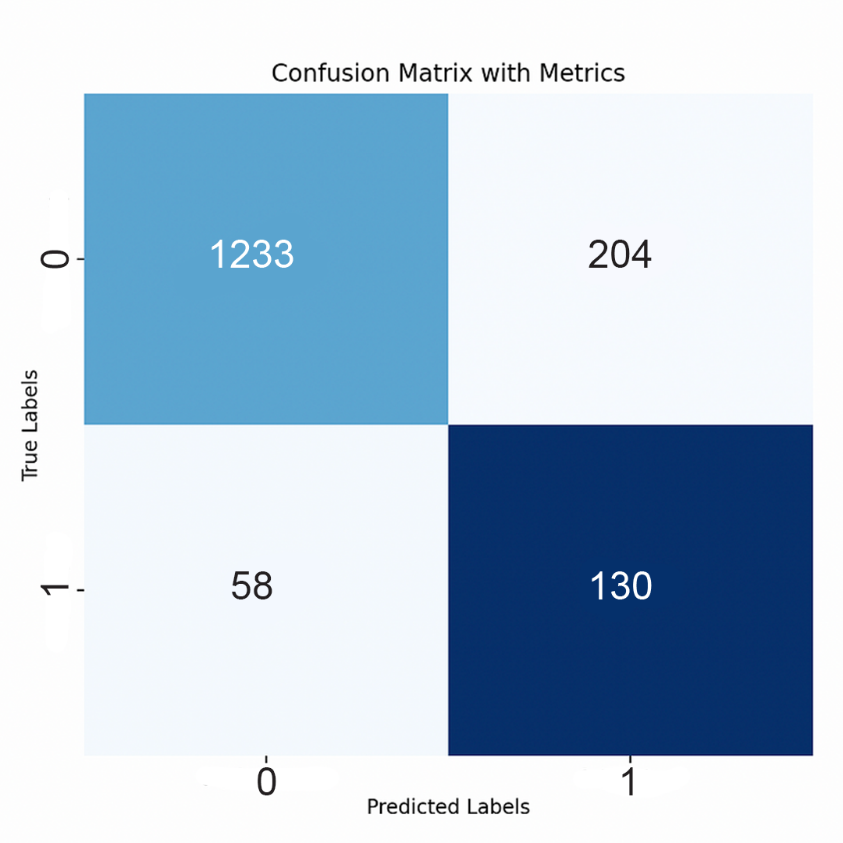 Confusion Matrix with Metrics
0
1233
204
True Labels
1
58
130
0
1
Predicted Labels